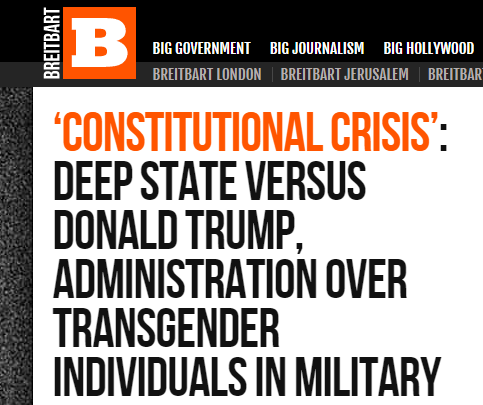 BREITBART
B
BIG GOVERNMENT BIG JOURNALISM BIG HOLLYWOOD
BREITBART LONDON BREITBART JERUSALEM BREITBAR
‘CONSTITUTIONAL CRISIS’:
DEEP STATE VERSUS
DONALD TRUMP,
ADMINISTRATION OVER
TRANSGENDER
INDIVIDUALS IN MILITARY